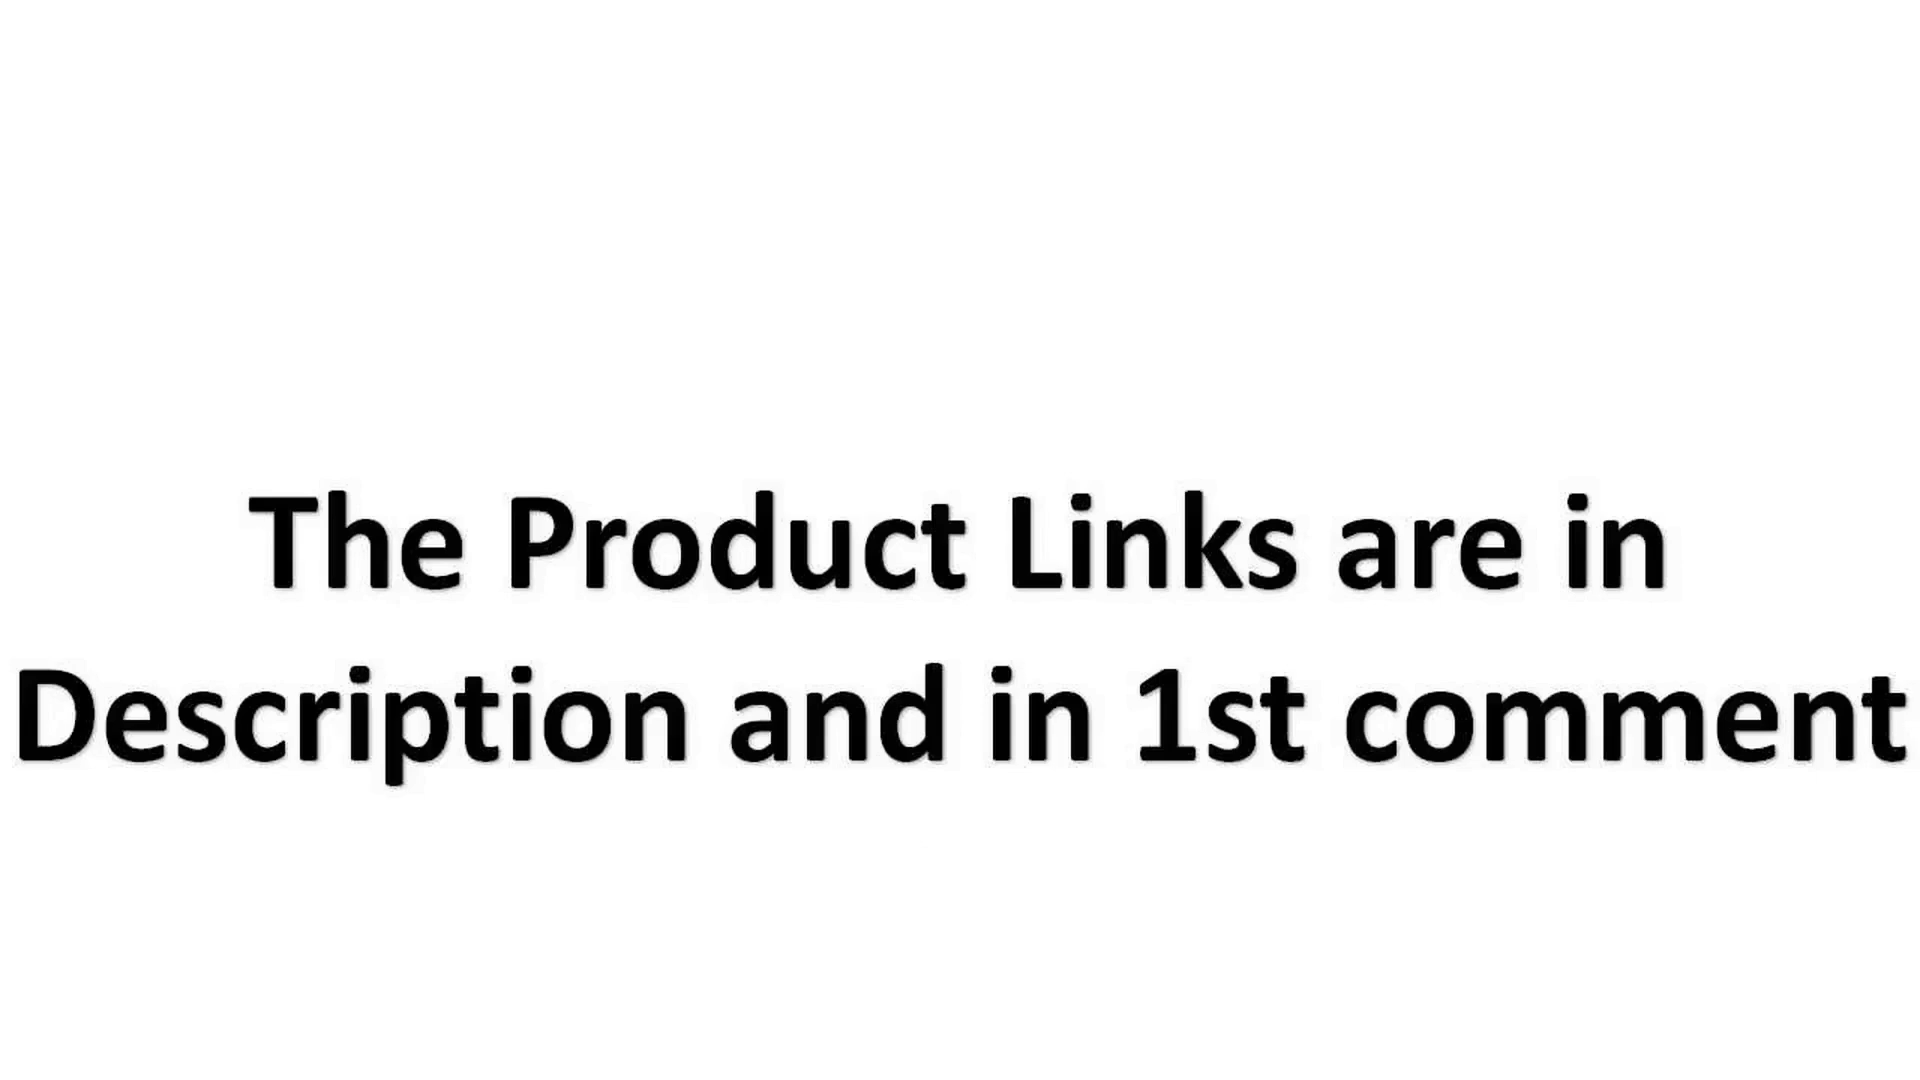 The Product Links are in
Description and in 1st comment